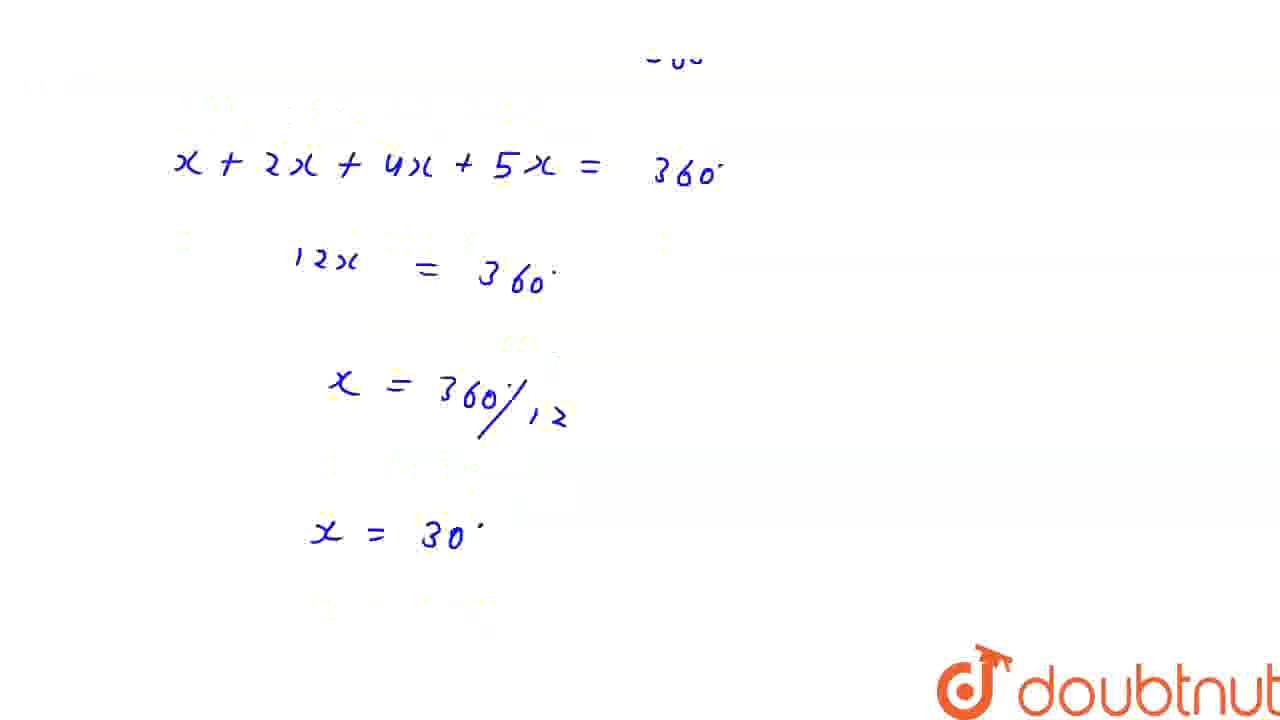 x + 2x + 4x + 5x = 360°
12x = 360°
x = 360°/12
x = 30°
doubtnut